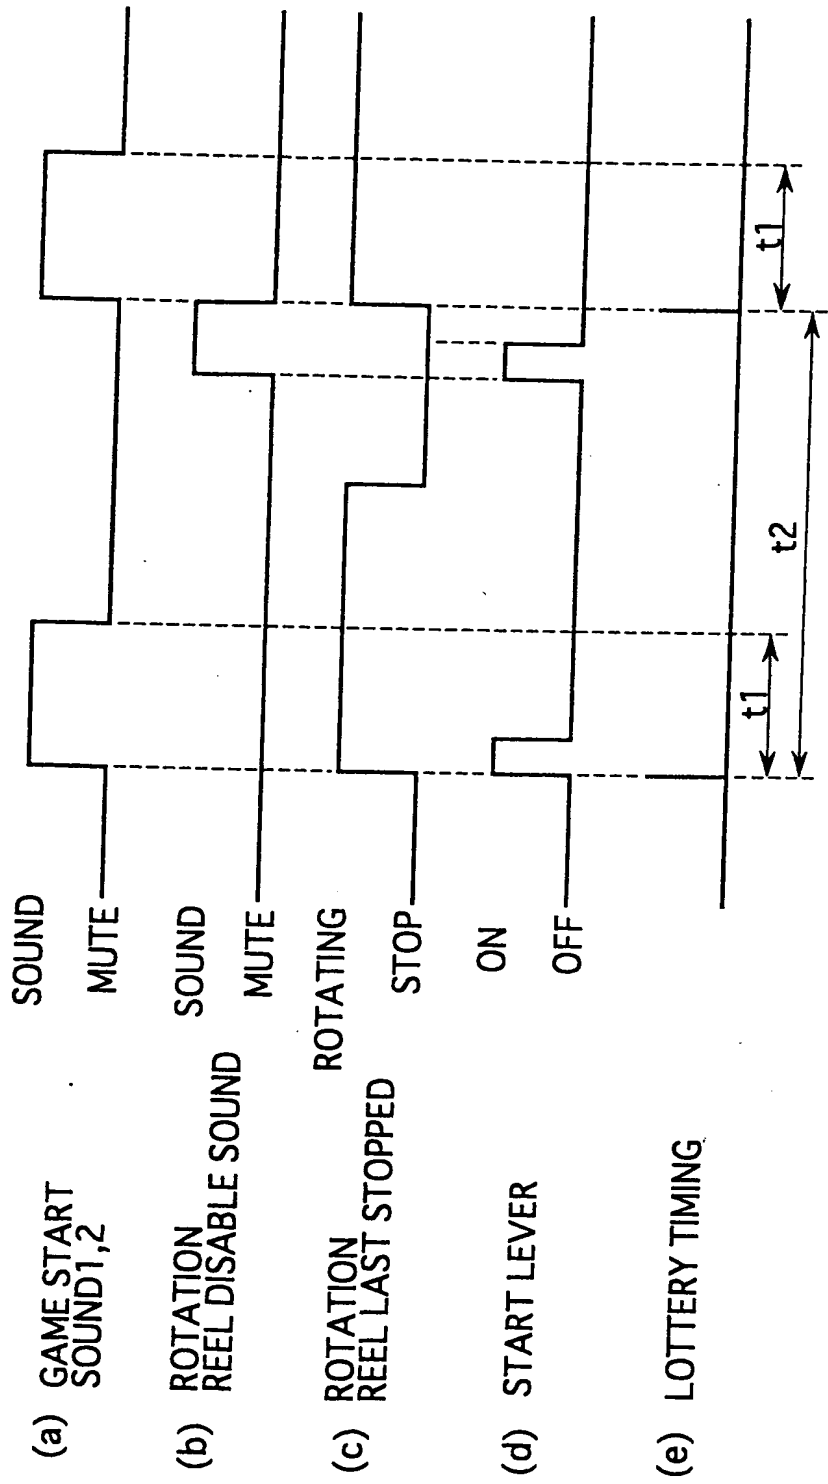 (a) GAME START
SOUND1,2
SOUND
MUTE
(b) ROTATION
REEL DISABLE SOUND
SOUND
MUTE
(c) ROTATION
REEL LAST STOPPED
ROTATING
STOP
(d) START LEVER
ON
OFF
(e) LOTTERY TIMING
t1
t1
t2